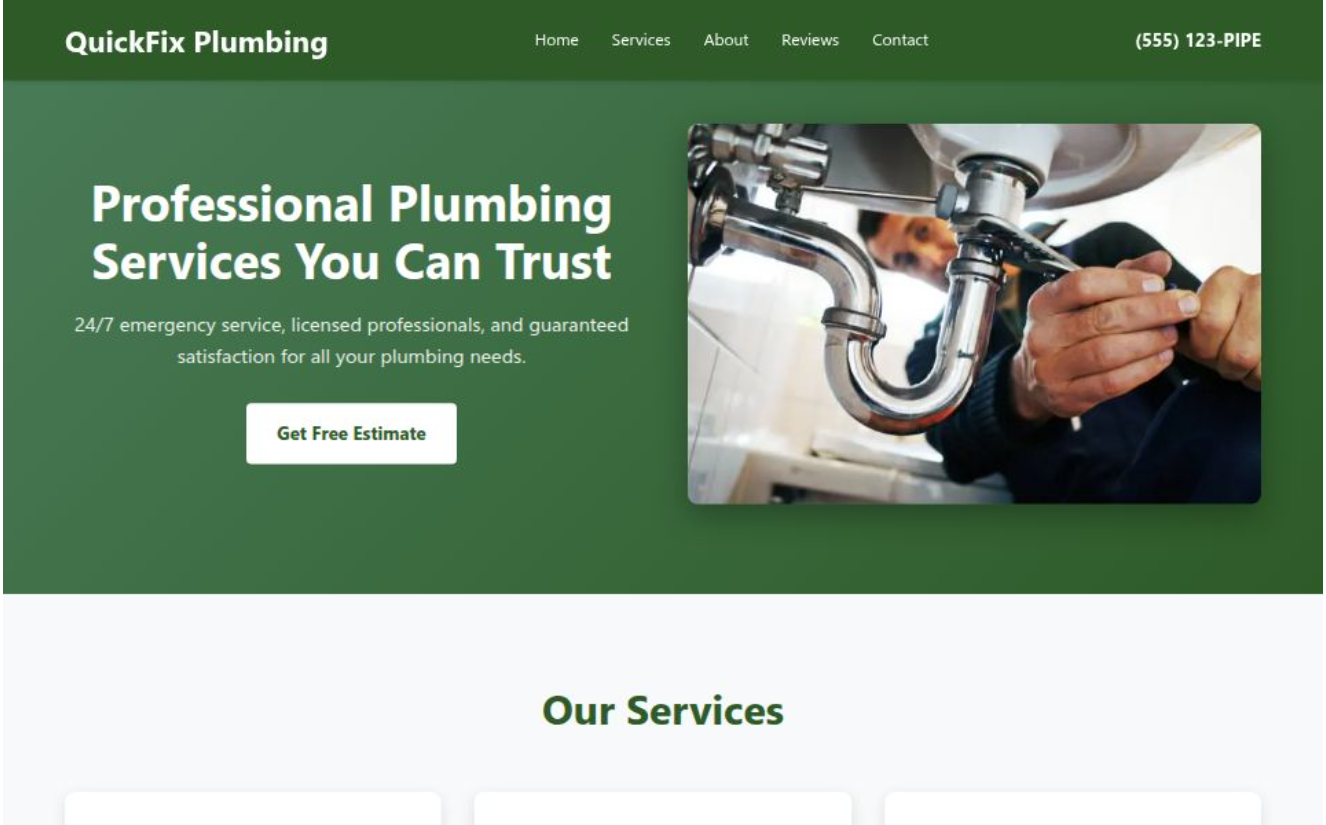 QuickFix Plumbing
Home
Services
About
Reviews
Contact
(555) 123-PIPE
Professional Plumbing
Services You Can Trust
24/7 emergency service, licensed professionals, and guaranteed
satisfaction for all your plumbing needs.
Get Free Estimate
Our Services